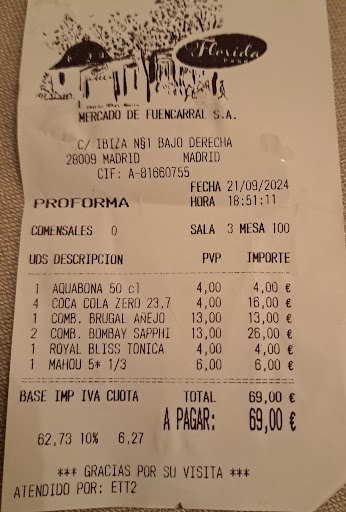 Florida
PARK
MERCADO DE FUENCARRAL S.A.
C/ IBIZA N§1 BAJO DERECHA
28009 MADRID MADRID
CIF: A-81660755
FECHA 21/09/2024
PROFORMA HORA 18:51:11
COMENSALES 0 SALA 3 MESA 100
UDS DESCRIPCION PVP IMPORTE
1 AQUABONA 50 cl 4,00 4,00 €
4 COCA COLA ZERO 23,7 4,00 16,00 €
1 COMB. BRUGAL AÑEJO 13,00 13,00 €
2 COMB. BOMBAY SAPPHI 13,00 26,00 €
1 ROYAL BLISS TONICA 4,00 4,00 €
1 MAHOU 5* 1/3 6,00 6,00 €
BASE IMP IVA CUOTA TOTAL 69,00 €
A PAGAR: 69,00 €
62,73 10% 6,27
*** GRACIAS POR SU VISITA ***
ATENDIDO POR: ETT2